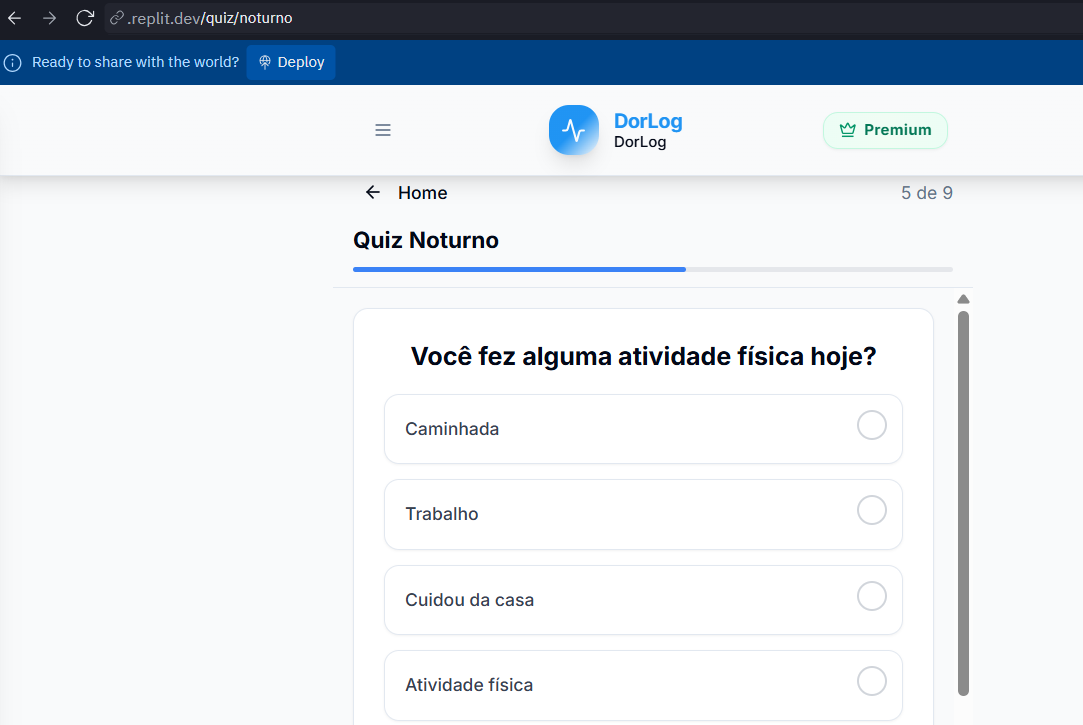 .replit.dev/quiz/noturno
Ready to share with the world? Deploy
DorLog
DorLog
Premium
Home
5 de 9
Quiz Noturno
Você fez alguma atividade física hoje?
Caminhada
Trabalho
Cuidou da casa
Atividade física